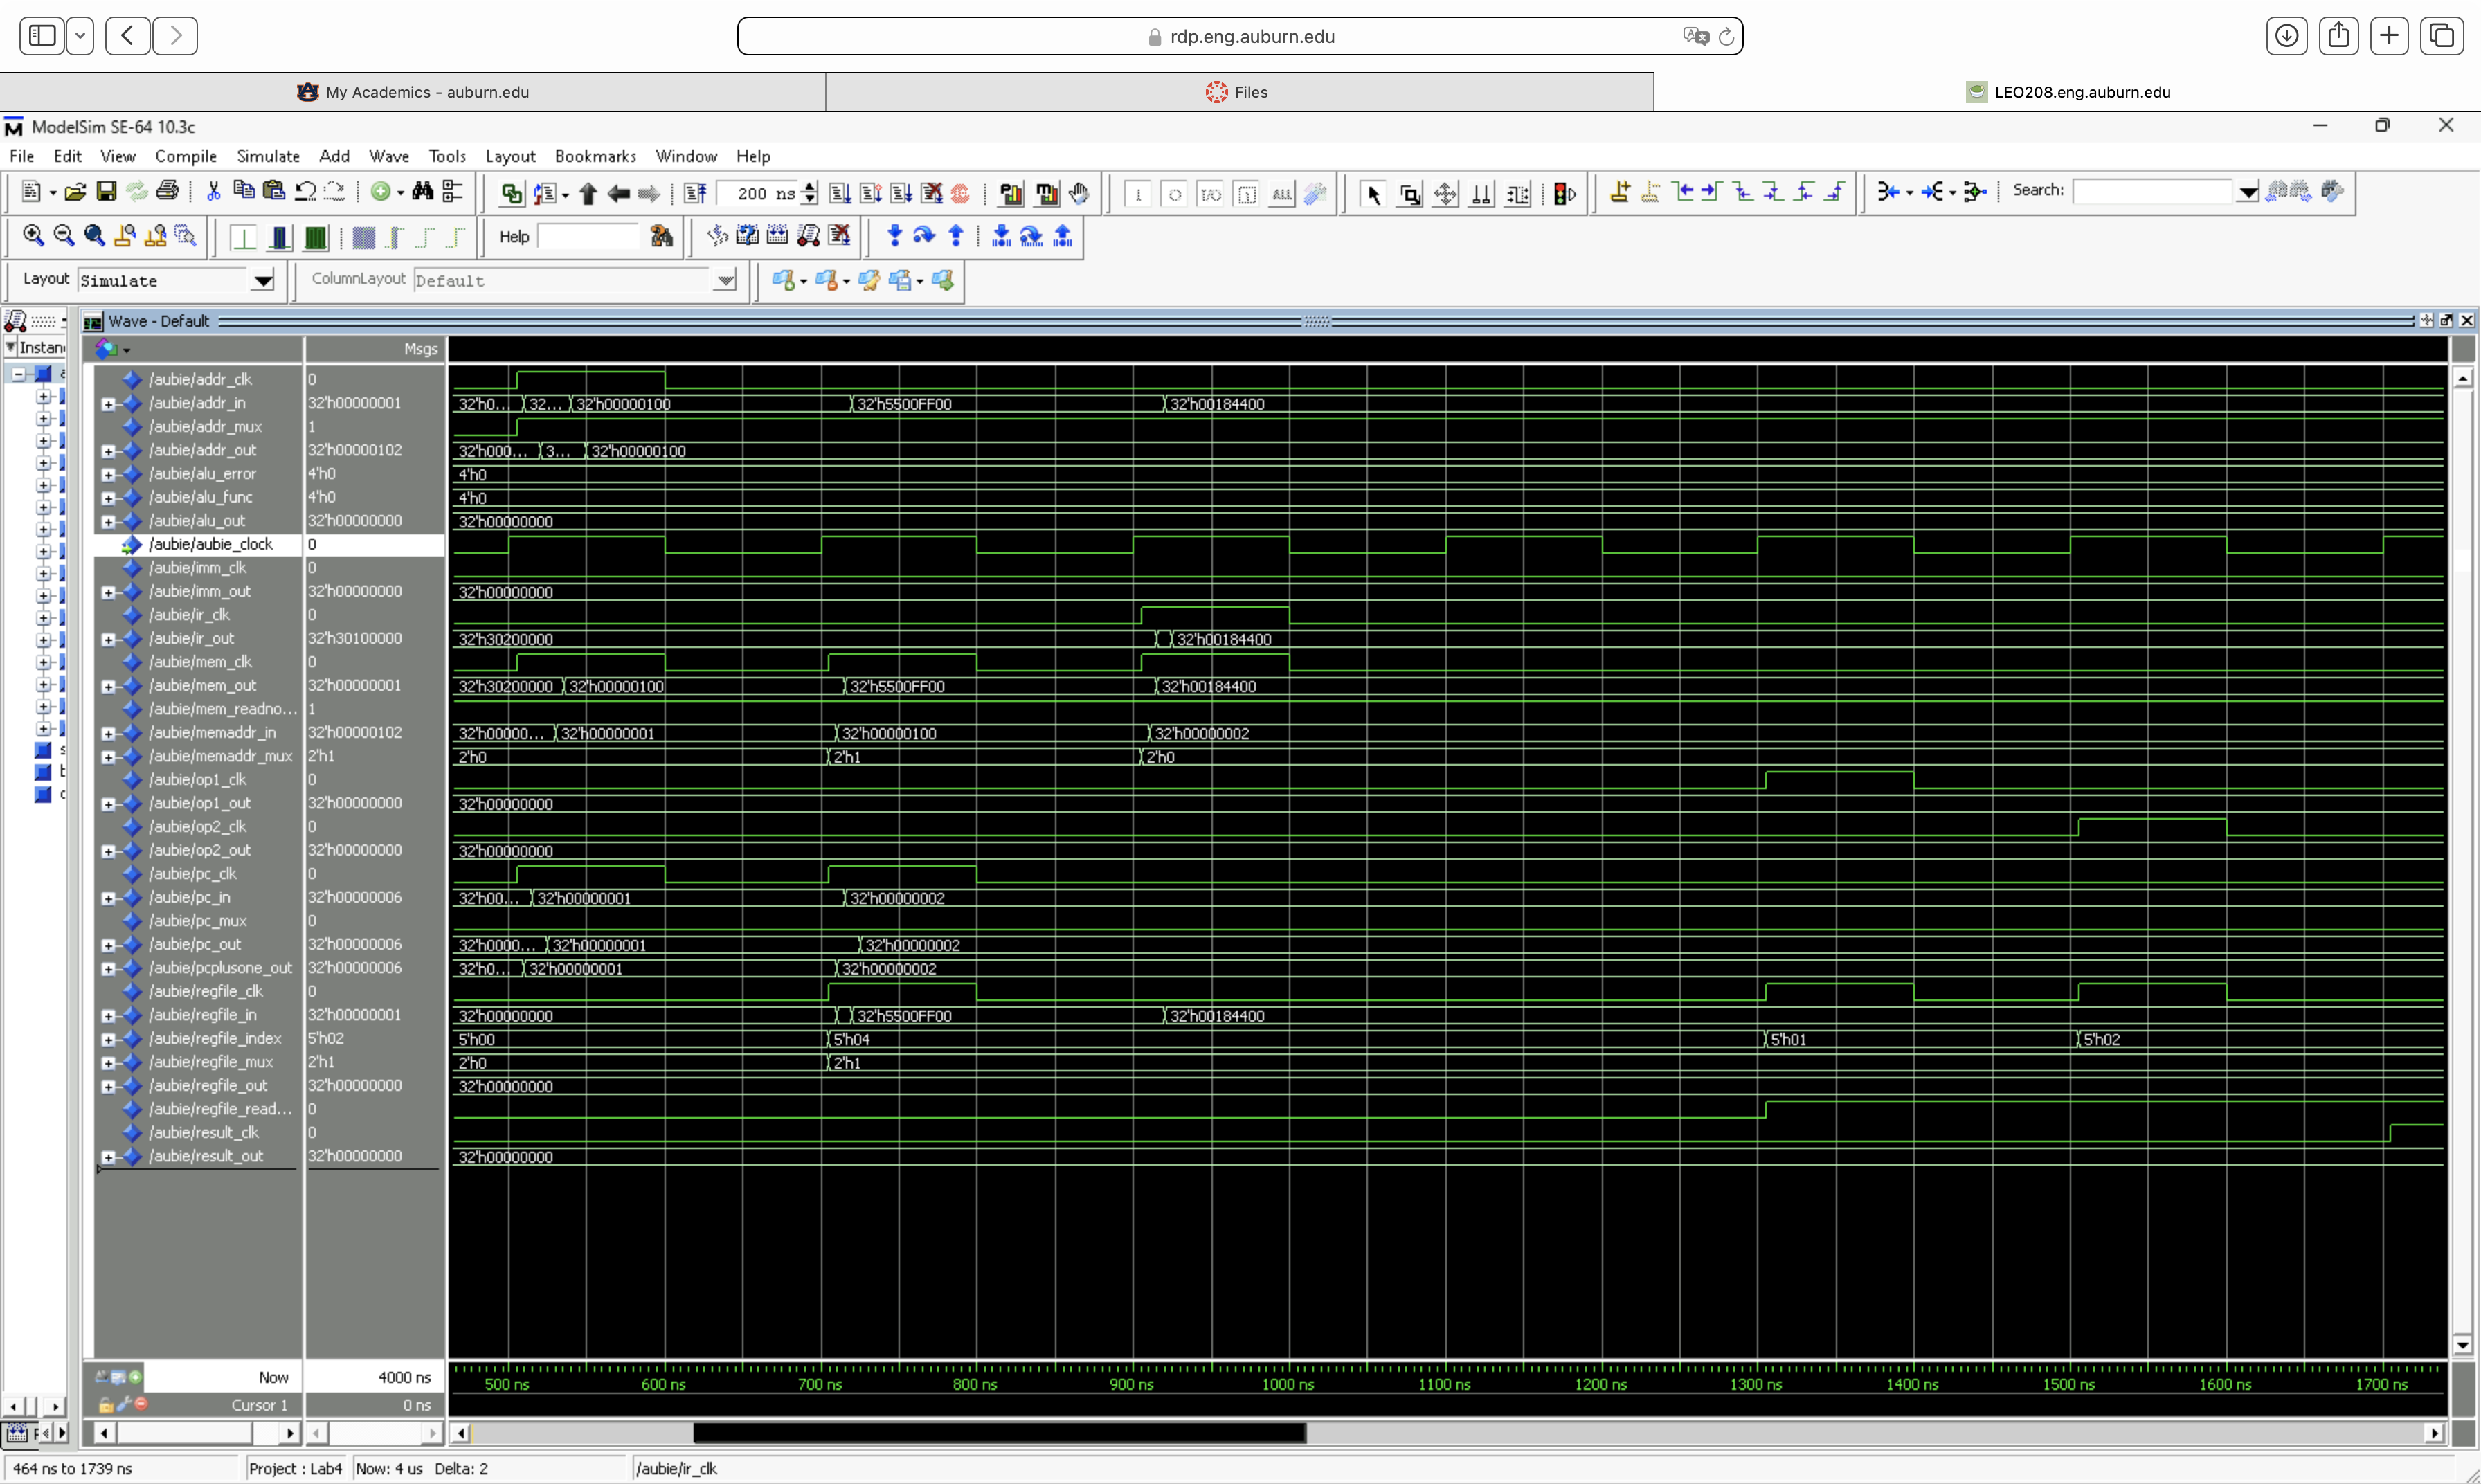 rdp.eng.auburn.edu
My Academics - auburn.edu
Files
LEO208.eng.auburn.edu
ModelSim SE-64 10.3c
File Edit View Compile Simulate Add Wave Tools Layout Bookmarks Window Help
200 ns
Search:
Help
Layout Simulate
ColumnLayout Default
Wave - Default
Msgs
/aubie/addr_clk 0
/aubie/addr_in 32'h00000001 32'h0... 32... 32'h00000100 32'h5500FF00 32'h00184400
/aubie/addr_mux 1
/aubie/addr_out 32'h00000102 32'h000... 3... 32'h00000100
/aubie/alu_error 4'h0 4'h0
/aubie/alu_func 4'h0 4'h0
/aubie/alu_out 32'h00000000 32'h00000000
/aubie/aubie_clock 0
/aubie/imm_clk 0
/aubie/imm_out 32'h00000000 32'h00000000
/aubie/ir_clk 0
/aubie/ir_out 32'h30100000 32'h30200000 32'h00184400
/aubie/mem_clk 0
/aubie/mem_out 32'h00000001 32'h30200000 32'h00000100 32'h5500FF00 32'h00184400
/aubie/mem_readno... 1
/aubie/memaddr_in 32'h00000102 32'h00000... 32'h00000001 32'h00000100 32'h00000002
/aubie/memaddr_mux 2'h1 2'h0 2'h1 2'h0
/aubie/op1_clk 0
/aubie/op1_out 32'h00000000 32'h00000000
/aubie/op2_clk 0
/aubie/op2_out 32'h00000000 32'h00000000
/aubie/pc_clk 0
/aubie/pc_in 32'h00000006 32'h00... 32'h00000001 32'h00000002
/aubie/pc_mux 0
/aubie/pc_out 32'h00000006 32'h0000... 32'h00000001 32'h00000002
/aubie/pcplusone_out 32'h00000006 32'h0... 32'h00000001 32'h00000002
/aubie/regfile_clk 0
/aubie/regfile_in 32'h00000001 32'h00000000 32'h5500FF00 32'h00184400
/aubie/regfile_index 5'h02 5'h00 5'h04 5'h01 5'h02
/aubie/regfile_mux 2'h1 2'h0 2'h1
/aubie/regfile_out 32'h00000000 32'h00000000
/aubie/regfile_read... 0
/aubie/result_clk 0
/aubie/result_out 32'h00000000 32'h00000000
Now 4000 ns 500 ns 600 ns 700 ns 800 ns 900 ns 1000 ns 1100 ns 1200 ns 1300 ns 1400 ns 1500 ns 1600 ns 1700 ns
Cursor 1 0 ns
464 ns to 1739 ns Project : Lab4 Now: 4 us Delta: 2 /aubie/ir_clk